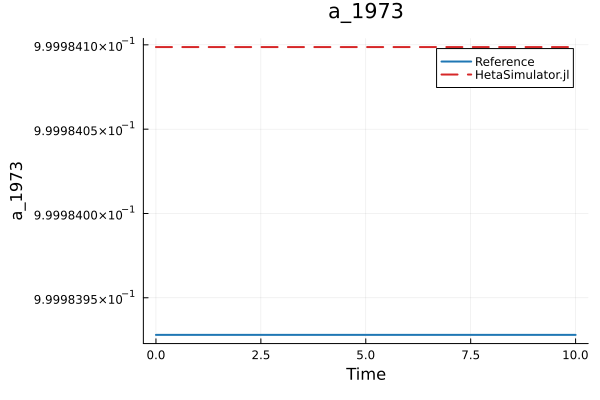 a_1973
9.9998410×10⁻¹
9.9998405×10⁻¹
9.9998400×10⁻¹
9.9998395×10⁻¹
a_1973
Reference
HetaSimulator.jl
0.0 2.5 5.0 7.5 10.0
Time